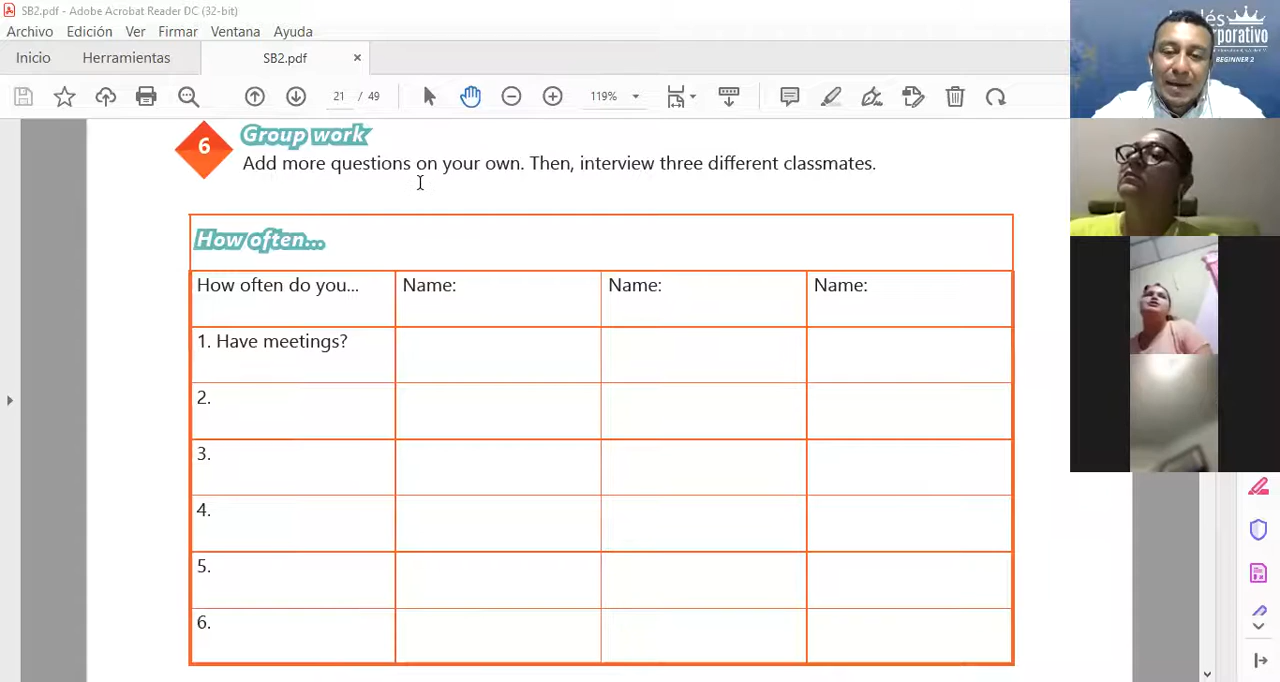 SB2.pdf - Adobe Acrobat Reader DC (32-bit)
Archivo Edición Ver Firmar Ventana Ayuda
Inicio Herramientas SB2.pdf ×
21 / 49 119%
6 Group work
Add more questions on your own. Then, interview three different classmates.
How often...
How often do you... Name: Name: Name:
1. Have meetings?
2.
3.
4.
5.
6.
BEGINNER 2